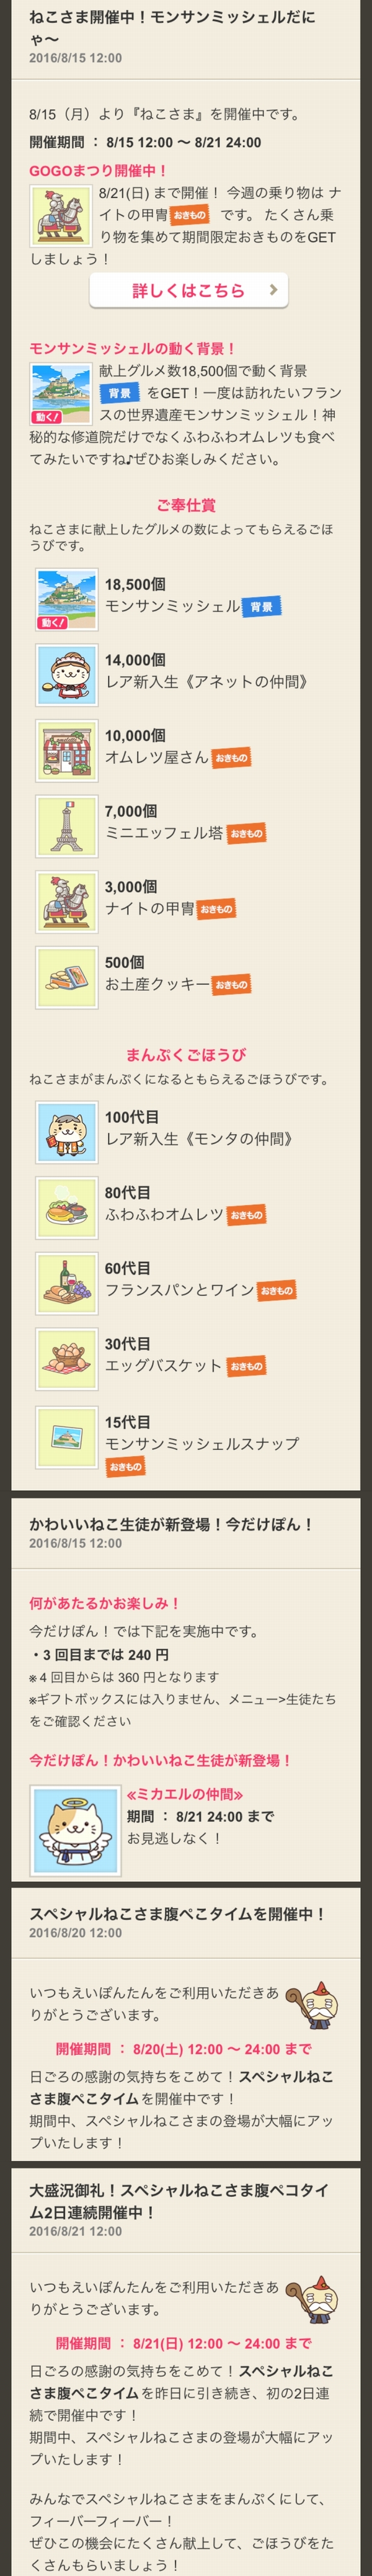 ねこさま開催中！モンサンミッシェルだに
ゃ〜
2016/8/15 12:00
8/15（月）より『ねこさま』を開催中です。
開催期間 ： 8/15 12:00 〜 8/21 24:00
GOGOまつり開催中！
8/21(日) まで開催！ 今週の乗り物は ナ
イトの甲冑 おきもの です。 たくさん乗
り物を集めて期間限定おきものをGET
しましょう！
詳しくはこちら
モンサンミッシェルの動く背景！
献上グルメ数18,500個で動く背景
背景 をGET！一度は訪れたいフラン
動く!
スの世界遺産モンサンミッシェル！神
秘的な修道院だけでなくふわふわオムレツも食べ
てみたいですね♪ぜひお楽しみください。
ご奉仕賞
ねこさまに献上したグルメの数によってもらえるごほ
うびです。
18,500個
モンサンミッシェル 背景
動く!
14,000個
レア新入生《アネットの仲間》
10,000個
オムレツ屋さん おきもの
7,000個
ミニエッフェル塔 おきもの
3,000個
ナイトの甲冑 おきもの
500個
お土産クッキー おきもの
まんぷくごほうび
ねこさまがまんぷくになるともらえるごほうびです。
100代目
レア新入生《モンタの仲間》
80代目
ふわふわオムレツ おきもの
60代目
フランスパンとワイン おきもの
30代目
エッグバスケット おきもの
15代目
モンサンミッシェルスナップ
おきもの
かわいいねこ生徒が新登場！今だけぽん！
2016/8/15 12:00
何があたるかお楽しみ！
今だけぽん！では下記を実施中です。
・3 回目までは 240 円
※4 回目からは 360 円となります
※ギフトボックスには入りません、メニュー>生徒たち
をご確認ください
今だけぽん！かわいいねこ生徒が新登場！
≪ミカエルの仲間≫
期間 ： 8/21 24:00 まで
お見逃しなく！
スペシャルねこさま腹ぺこタイムを開催中！
2016/8/20 12:00
いつもえいぽんたんをご利用いただきあ
りがとうございます。
開催期間 ： 8/20(土) 12:00 〜 24:00 まで
日ごろの感謝の気持ちをこめて！スペシャルねこ
さま腹ぺこタイムを開催中です！
期間中、スペシャルねこさまの登場が大幅にアッ
プいたします！
大盛況御礼！スペシャルねこさま腹ペコタイ
ム2日連続開催中！
2016/8/21 12:00
いつもえいぽんたんをご利用いただきあ
りがとうございます。
開催期間 ： 8/21(日) 12:00 〜 24:00 まで
日ごろの感謝の気持ちをこめて！スペシャルねこ
さま腹ぺこタイムを昨日に引き続き、初の2日連
続で開催中です！
期間中、スペシャルねこさまの登場が大幅にアッ
プいたします！
みんなでスペシャルねこさまをまんぷくにして、
フィーバーフィーバー！
ぜひこの機会にたくさん献上して、ごほうびをた
くさんもらいましょう！